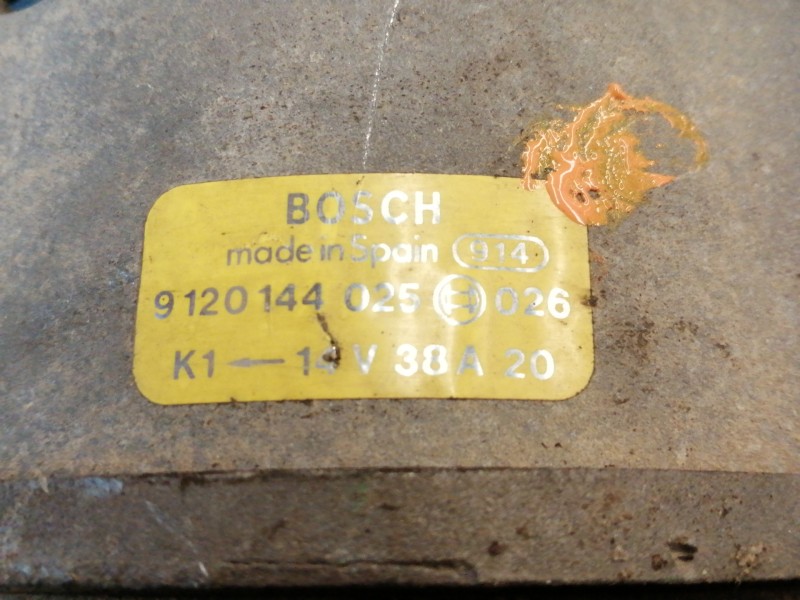 BOSCH
made in Spain 914
9 120 144 025 026
K1 ← 14 V 38 A 20